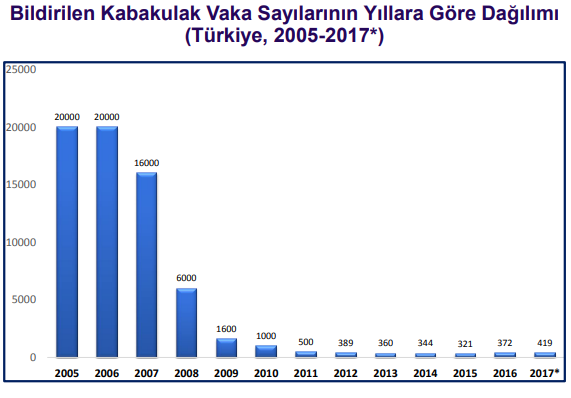 Bildirilen Kabakulak Vaka Sayılarının Yıllara Göre Dağılımı
(Türkiye, 2005-2017*)
25000
20000
15000
10000
5000
0
20000 20000 16000 6000 1600 1000 500 389 360 344 321 372 419
2005 2006 2007 2008 2009 2010 2011 2012 2013 2014 2015 2016 2017*